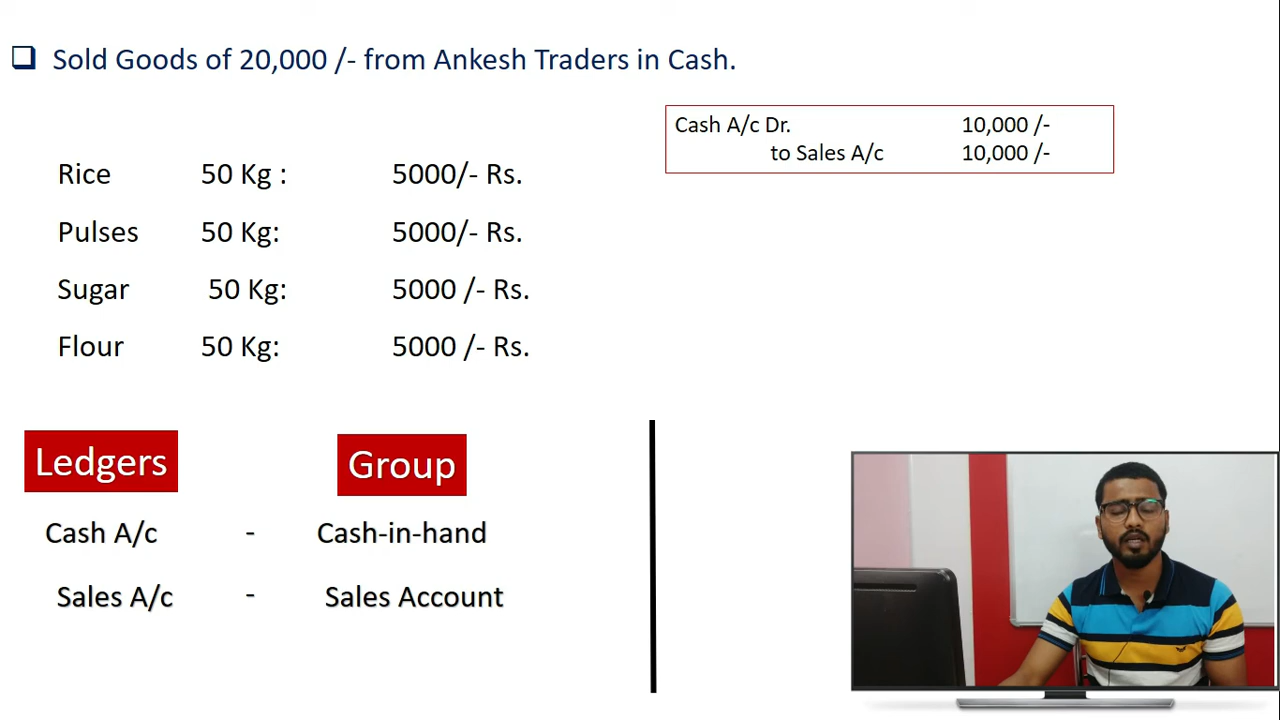 Sold Goods of 20,000 /- from Ankesh Traders in Cash.
Cash A/c Dr. 10,000 /-
to Sales A/c 10,000 /-
Rice 50 Kg : 5000/- Rs.
Pulses 50 Kg: 5000/- Rs.
Sugar 50 Kg: 5000 /- Rs.
Flour 50 Kg: 5000 /- Rs.
Ledgers - Group
Cash A/c - Cash-in-hand
Sales A/c - Sales Account